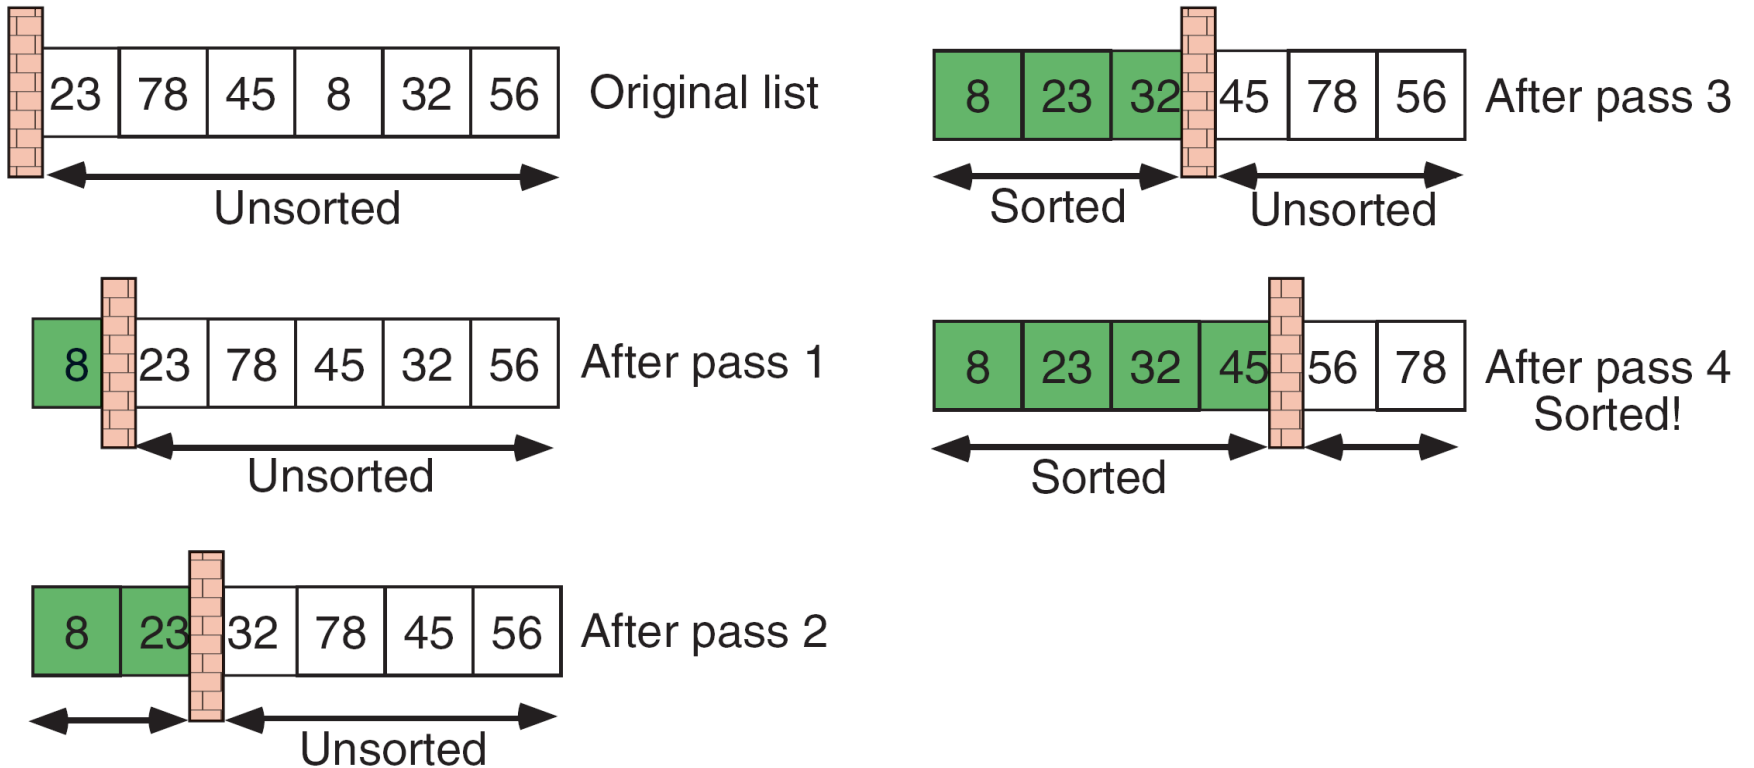 23 78 45 8 32 56 Original list
Unsorted
8 23 78 45 32 56 After pass 1
Unsorted
8 23 32 78 45 56 After pass 2
Unsorted
8 23 32 45 78 56 After pass 3
Sorted Unsorted
8 23 32 45 56 78 After pass 4
Sorted!
Sorted